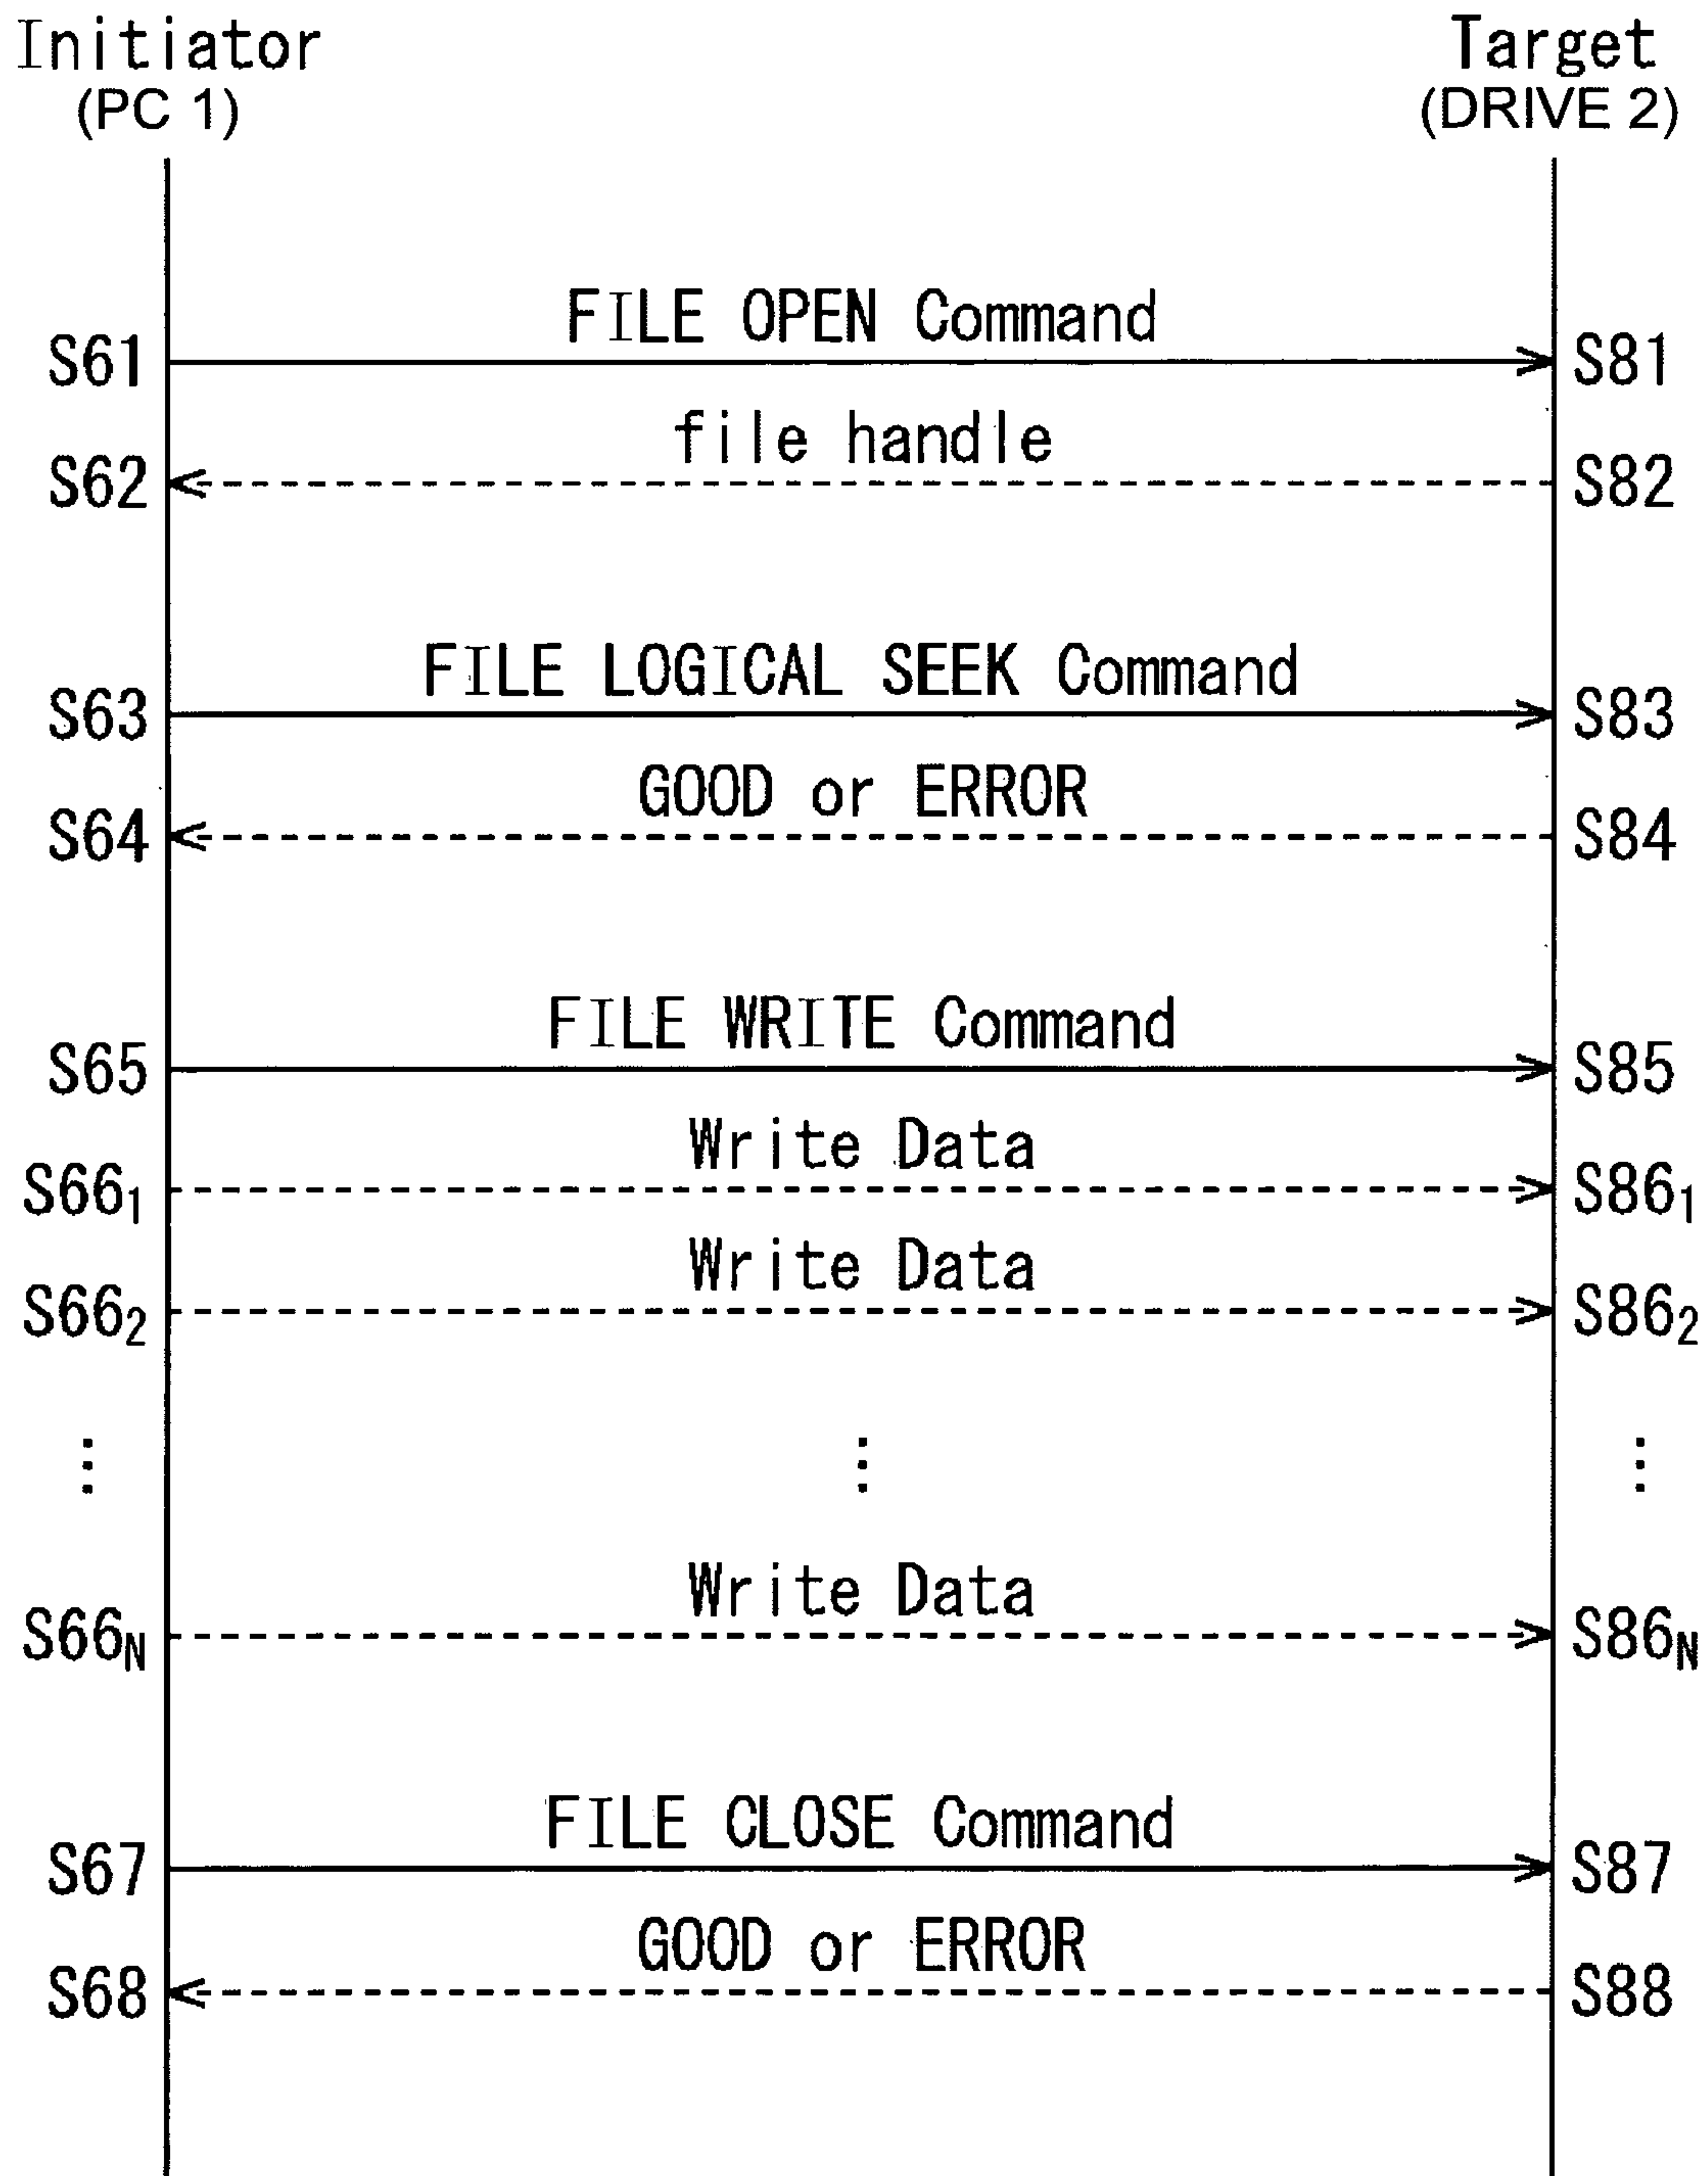 Initiator Target
(PC 1) (DRIVE 2)
FILE OPEN Command
S61 S81
file handle
S62 S82
FILE LOGICAL SEEK Command
S63 S83
GOOD or ERROR
S64 S84
FILE WRITE Command
S65 S85
Write Data
S66₁ S86₁
Write Data
S66₂ S86₂
⋮ ⋮ ⋮
Write Data
S66N S86N
FILE CLOSE Command
S67 S87
GOOD or ERROR
S68 S88